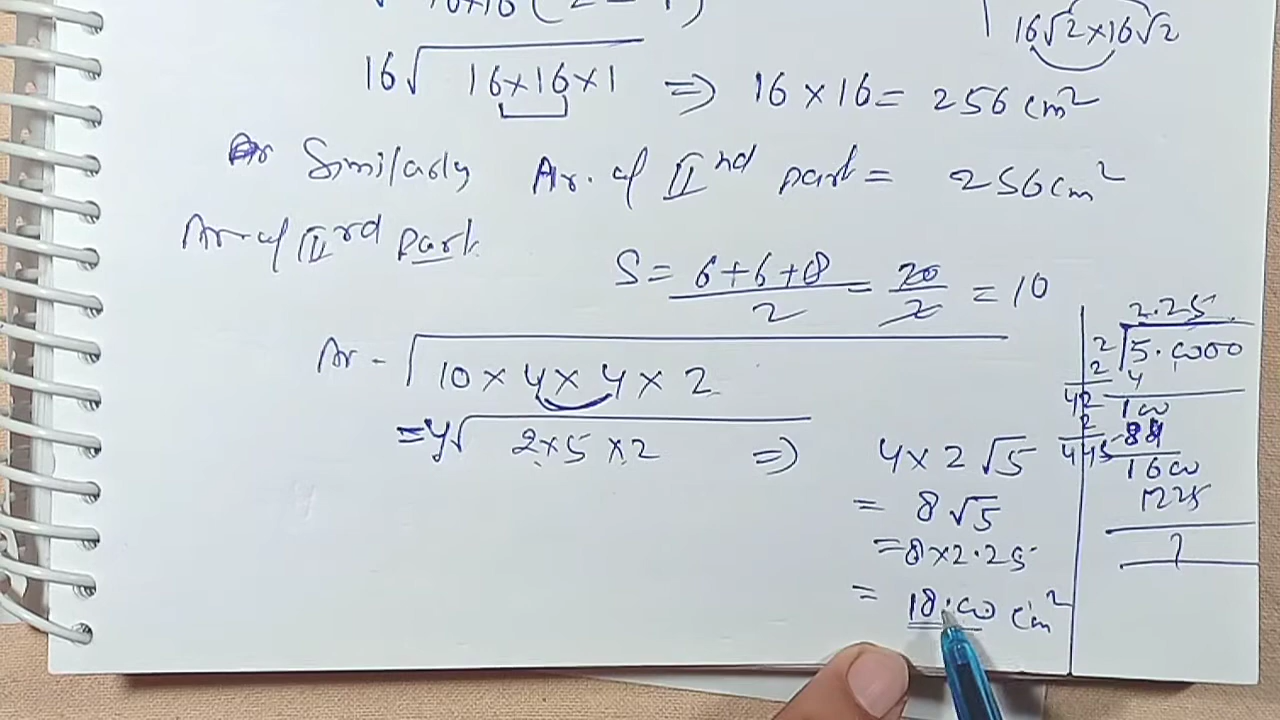 16√2×16√2
16√ 16×16×1 ⇒ 16×16= 256 cm²
Similarly Ar. of IInd part = 256cm²
Ar. of IIrd part.
S= 6+6+8/2 = 20/2 = 10
Ar - √10 × 4 × 4 × 2
=4√ 2×5×2 ⇒ 4×2√5
= 8√5
=8×2.25
= 18.00 cm²
2.25
2 √5.0000
2 4
42 100
2 84
445 1600